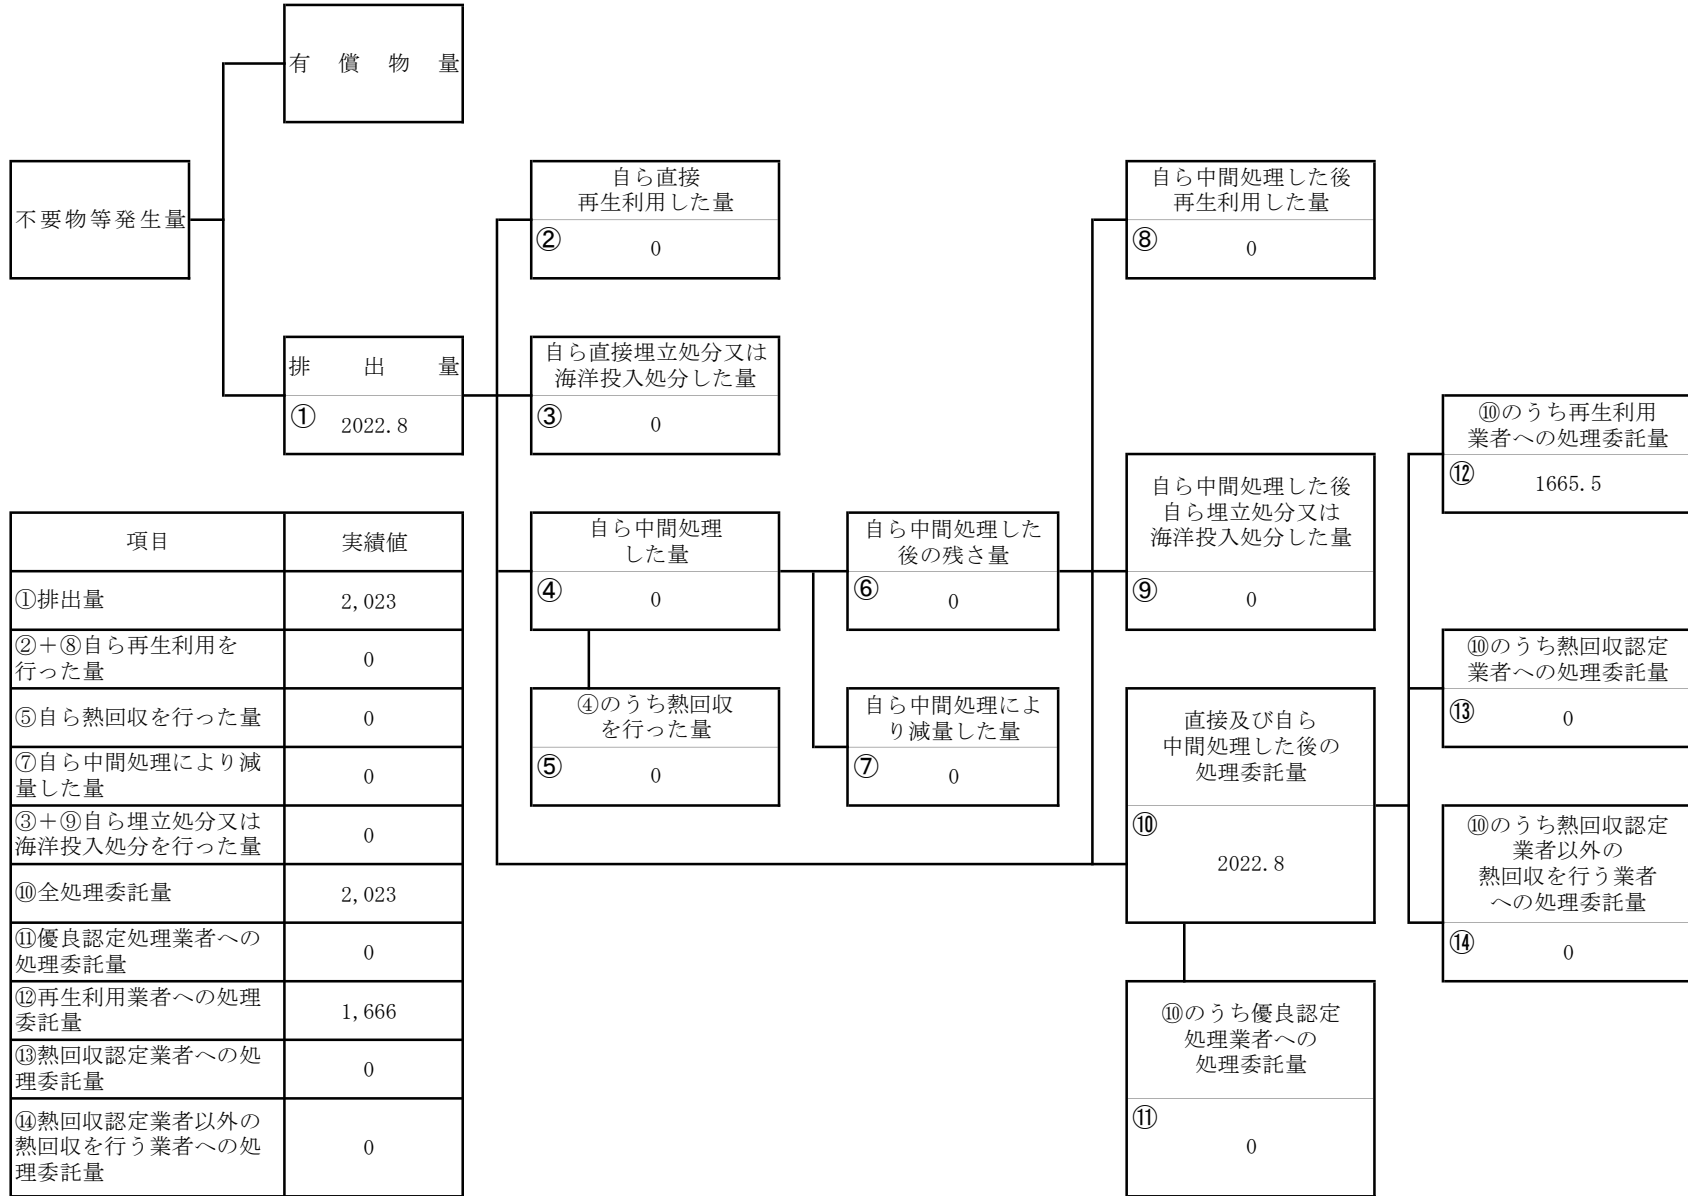 有償物量
不要物等発生量
排出量
① 2022.8
自ら直接
再生利用した量
② 0
自ら直接埋立処分又は
海洋投入処分した量
③ 0
自ら中間処理
した量
④ 0
④のうち熱回収
を行った量
⑤ 0
自ら中間処理した
後の残さ量
⑥ 0
自ら中間処理によ
り減量した量
⑦ 0
自ら中間処理した後
再生利用した量
⑧ 0
自ら中間処理した後
自ら埋立処分又は
海洋投入処分した量
⑨ 0
直接及び自ら
中間処理した後の
処理委託量
⑩
2022.8
⑩のうち優良認定
処理業者への
処理委託量
⑪
0
⑩のうち再生利用
業者への処理委託量
⑫ 1665.5
⑩のうち熱回収認定
業者への処理委託量
⑬ 0
⑩のうち熱回収認定
業者以外の
熱回収を行う業者
への処理委託量
⑭ 0
項目 実績値
①排出量 2,023
②+⑧自ら再生利用を
行った量 0
⑤自ら熱回収を行った量 0
⑦自ら中間処理により減
量した量 0
③+⑨自ら埋立処分又は
海洋投入処分を行った量 0
⑩全処理委託量 2,023
⑪優良認定処理業者への
処理委託量 0
⑫再生利用業者への処理
委託量 1,666
⑬熱回収認定業者への処
理委託量 0
⑭熱回収認定業者以外の
熱回収を行う業者への処
理委託量 0